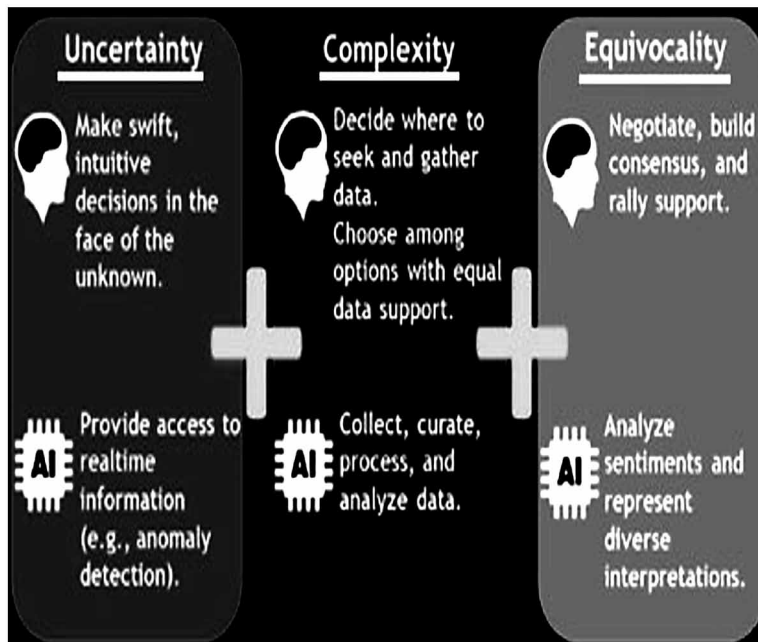 Uncertainty
Make swift,
intuitive
decisions in the
face of the
unknown.
AI
Provide access to
realtime
information
(e.g., anomaly
detection).
Complexity
Decide where to
seek and gather
data.
Choose among
options with equal
data support.
AI
Collect, curate,
process, and
analyze data.
Equivocality
Negotiate, build
consensus, and
rally support.
AI
Analyze
sentiments and
represent
diverse
interpretations.